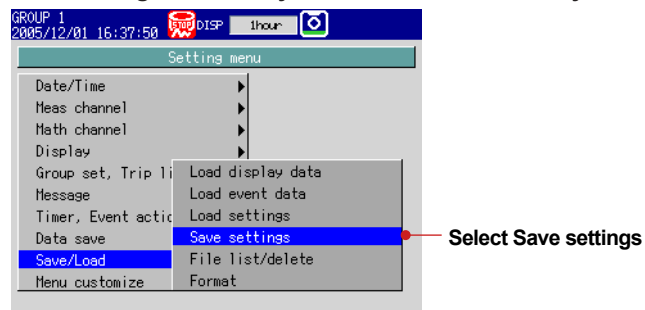 GROUP 1
2005/12/01 16:37:50 STOP DISP 1hour
Setting menu
Date/Time
Meas channel
Math channel
Display
Group set, Trip li
Message
Timer, Event actio
Data save
Save/Load
Menu customize
Load display data
Load event data
Load settings
Save settings
File list/delete
Format
Select Save settings